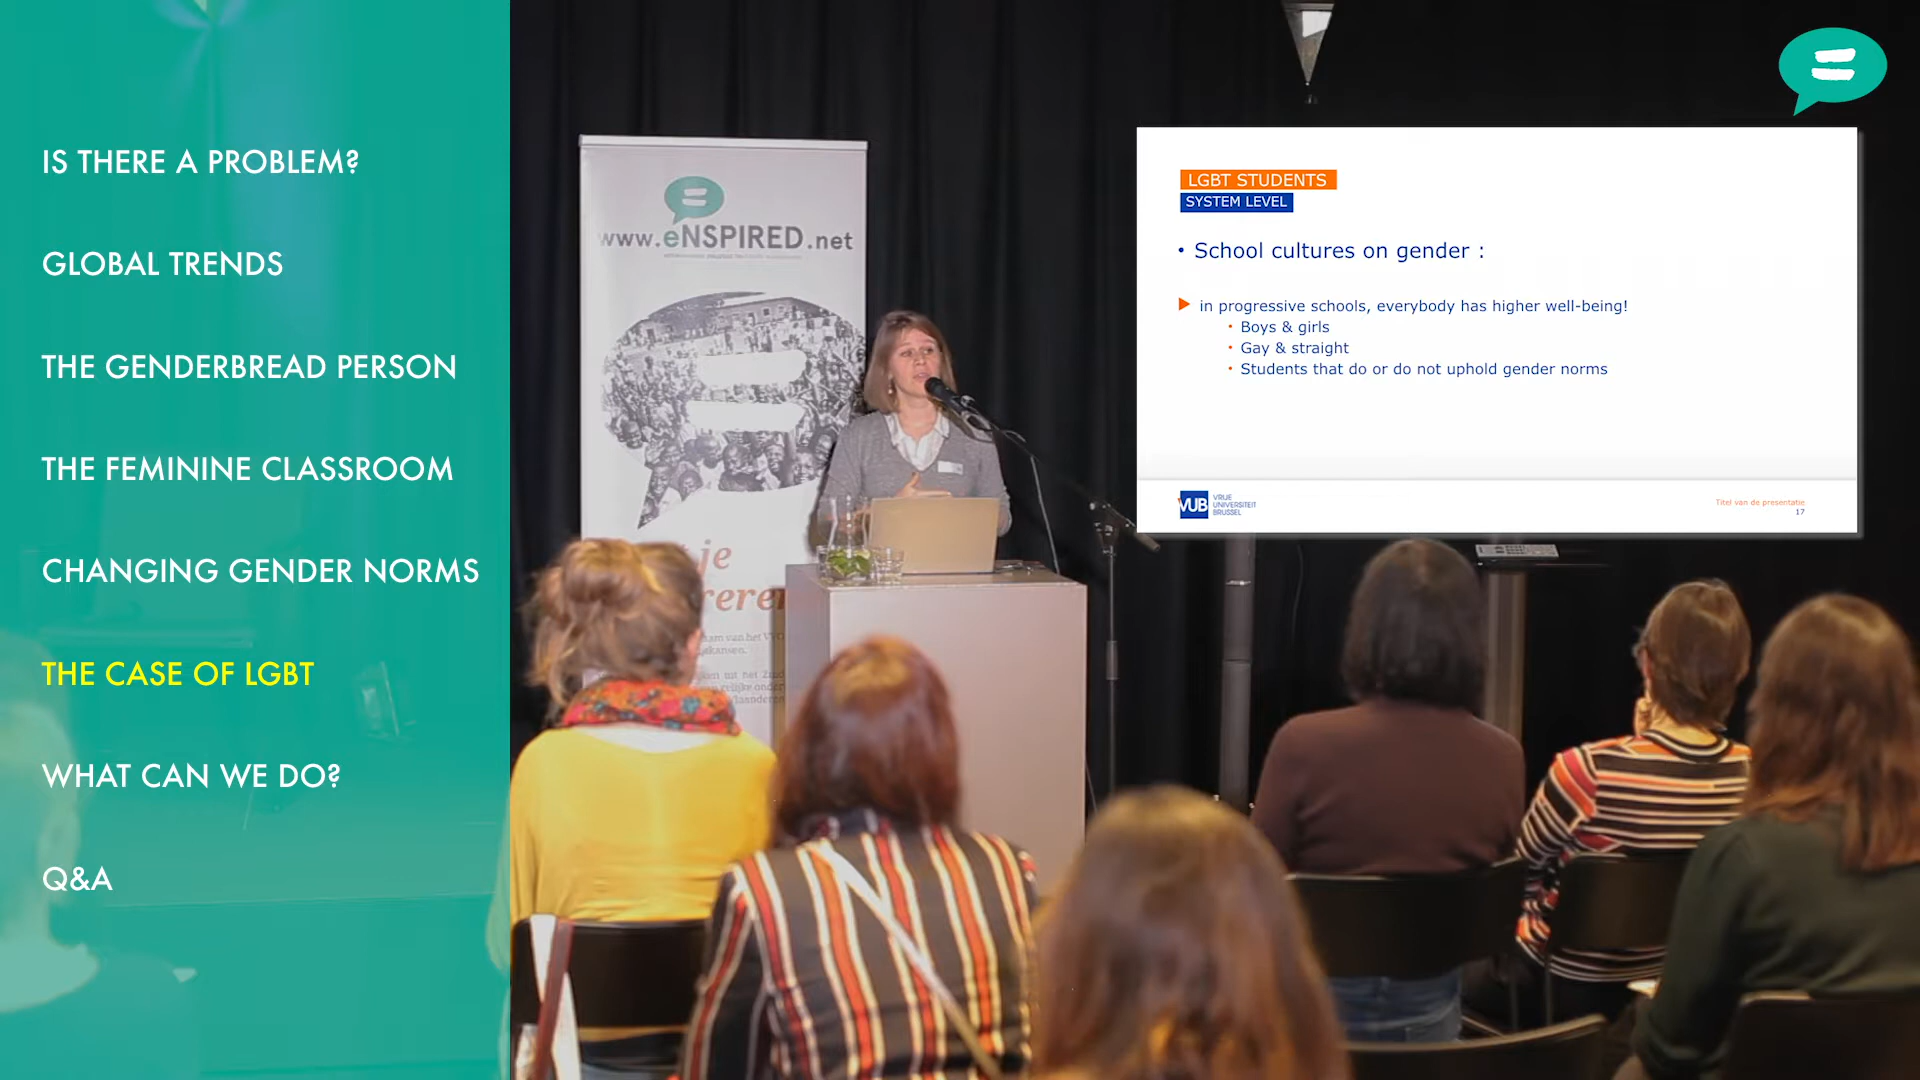 IS THERE A PROBLEM?
GLOBAL TRENDS
THE GENDERBREAD PERSON
THE FEMININE CLASSROOM
CHANGING GENDER NORMS
THE CASE OF LGBT
WHAT CAN WE DO?
Q&A
www.eNSPIRED.net
je
LGBT STUDENTS
SYSTEM LEVEL
• School cultures on gender :
in progressive schools, everybody has higher well-being!
• Boys & girls
• Gay & straight
• Students that do or do not uphold gender norms
VUB
VRIJE
UNIVERSITEIT
BRUSSEL
Titel van de presentatie
17